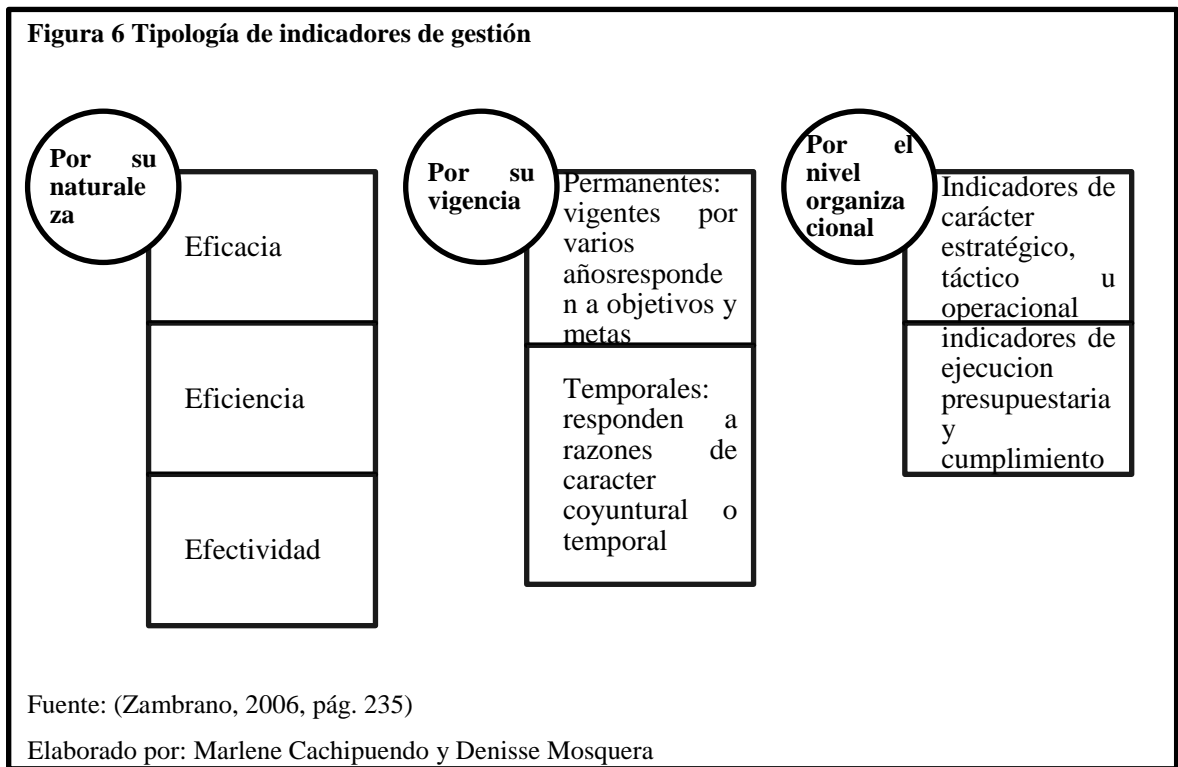 Figura 6 Tipología de indicadores de gestión
Por su
naturale
za
Eficacia
Eficiencia
Efectividad
Por su
vigencia
Permanentes:
vigentes por
varios
añosresponde
n a objetivos y
metas
Temporales:
responden a
razones de
caracter
coyuntural o
temporal
Por el
nivel
organiza
cional
Indicadores de
carácter
estratégico,
táctico u
operacional
indicadores de
ejecucion
presupuestaria
y
cumplimiento
Fuente: (Zambrano, 2006, pág. 235)
Elaborado por: Marlene Cachipuendo y Denisse Mosquera